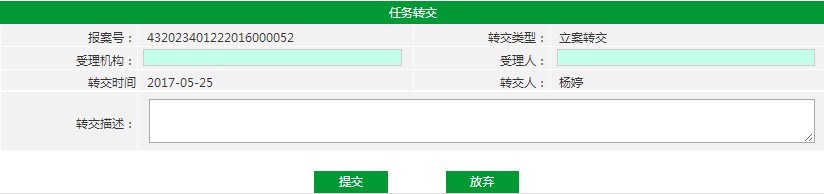 任务转交
报案号： 432023401222016000052 转交类型： 立案转交
受理机构： 受理人：
转交时间 2017-05-25 转交人： 杨婷
转交描述：
提交 放弃